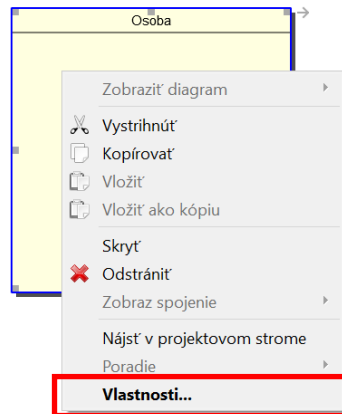 Osoba
Zobraziť diagram
Vystrihnúť
Kopírovať
Vložiť
Vložiť ako kópiu
Skryť
Odstrániť
Zobraz spojenie
Nájsť v projektovom strome
Poradie
Vlastnosti...